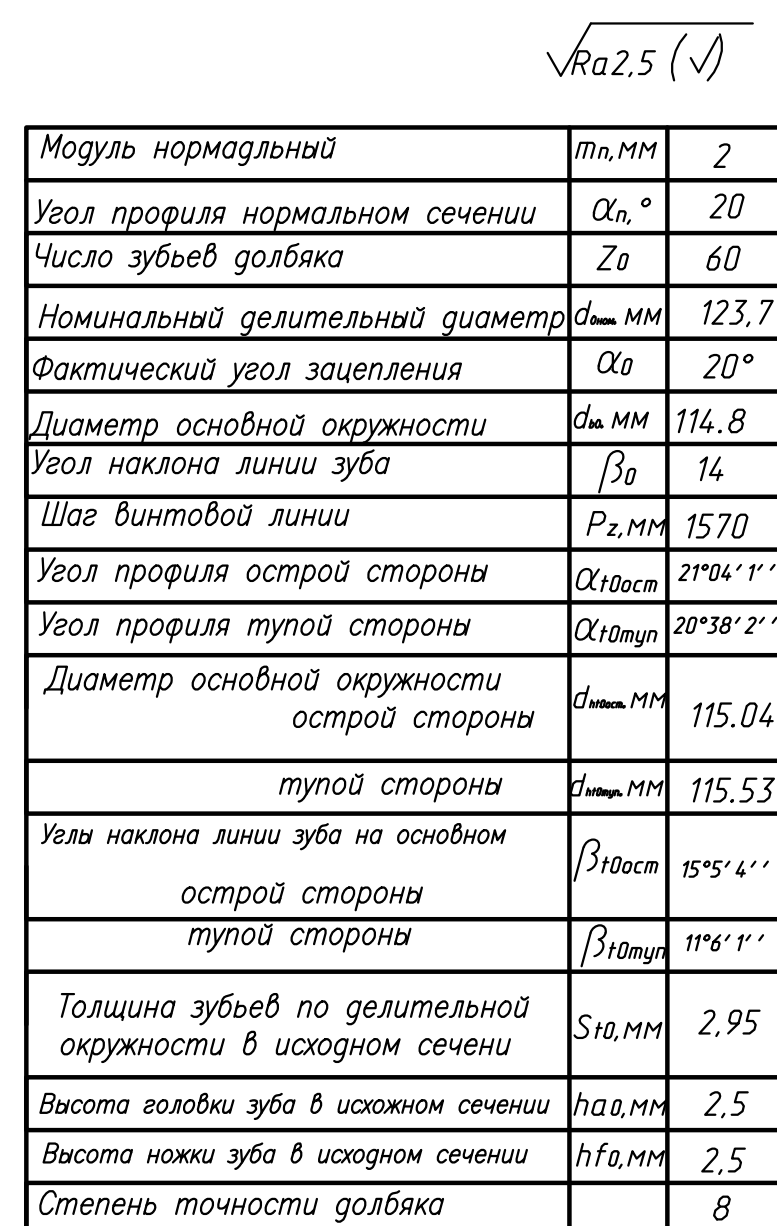 √Ra2,5 (√)
Модуль нормадльный mn,мм 2
Угол профиля нормальном сечении αn,° 20
Число зубьев долбяка Z0 60
Номинальный делительный диаметр d0ном. мм 123,7
Фактический угол зацепления α0 20°
Диаметр основной окружности db0. мм 114.8
Угол наклона линии зуба β0 14
Шаг винтовой линии Pz,мм 1570
Угол профиля острой стороны αt0ост 21°04′1′′
Угол профиля тупой стороны αt0туп 20°38′2′′
Диаметр основной окружности
острой стороны dht0ост. мм 115.04
тупой стороны dht0туп. мм 115.53
Углы наклона линии зуба на основном
острой стороны βt0ост 15°5′4′′
тупой стороны βt0туп 11°6′1′′
Толщина зубьев по делительной
окружности в исходном сечени St0,мм 2,95
Высота головки зуба в исхожном сечении ha0,мм 2,5
Высота ножки зуба в исходном сечении hf0,мм 2,5
Степень точности долбяка 8